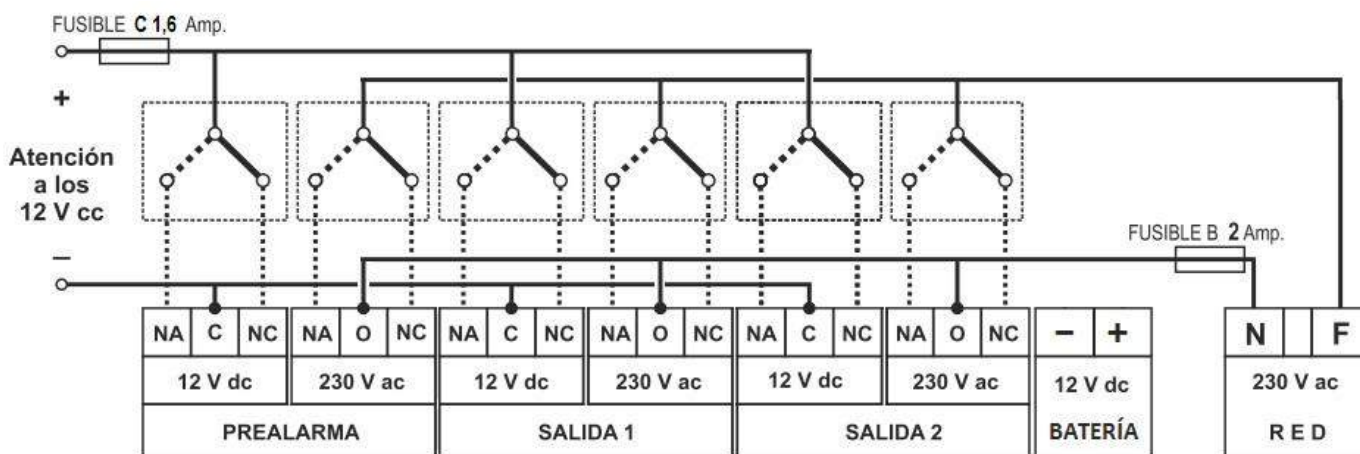 FUSIBLE C 1,6 Amp.
+
Atención
a los
12 V cc
–
FUSIBLE B 2 Amp.
NA C NC NA O NC NA C NC NA O NC NA C NC NA O NC – + N F
12 V dc 230 V ac 12 V dc 230 V ac 12 V dc 230 V ac 12 V dc 230 V ac
PREALARMA SALIDA 1 SALIDA 2 BATERÍA RED